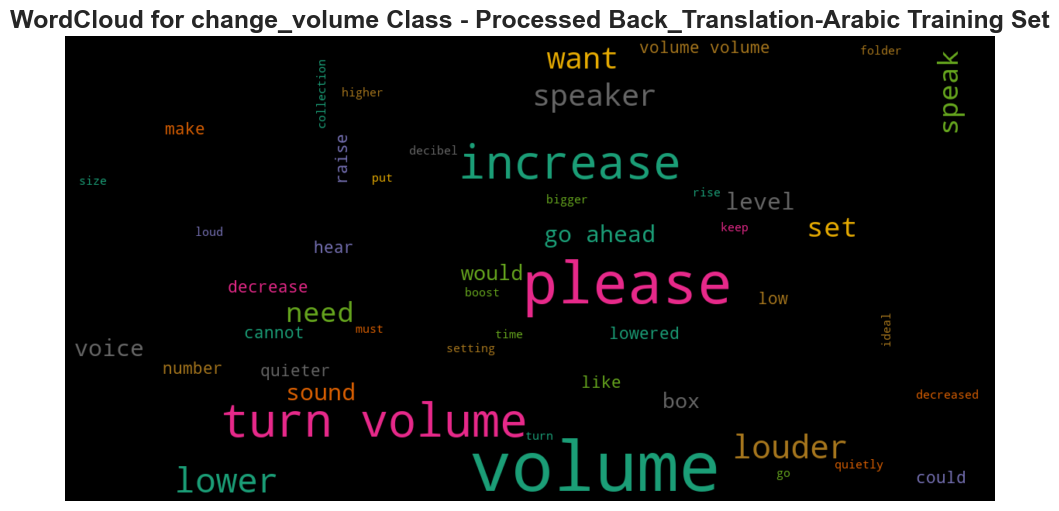 WordCloud for change_volume Class - Processed Back_Translation-Arabic Training Set
volume volume
folder
want
speak
collection
higher
speaker
make
raise
decibel
increase
size
put
bigger
rise
level
loud
hear
go ahead
keep
set
would
please
decrease
boost
low
need
cannot
must
time
lowered
ideal
voice
setting
number
quieter
sound
like
box
decreased
turn volume
turn
louder
lower
volume
quietly
go
could